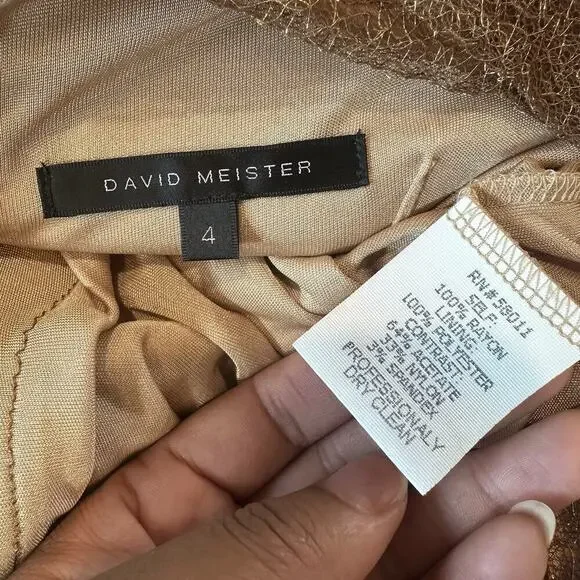 DAVID MEISTER
4
RN#58011
SELF:
100% RAYON
LINING:
100% POLYESTER
CONTRAST:
64% ACETATE
33% NYLON
3% SPANDEX
PROFESSIONALY
DRY CLEAN